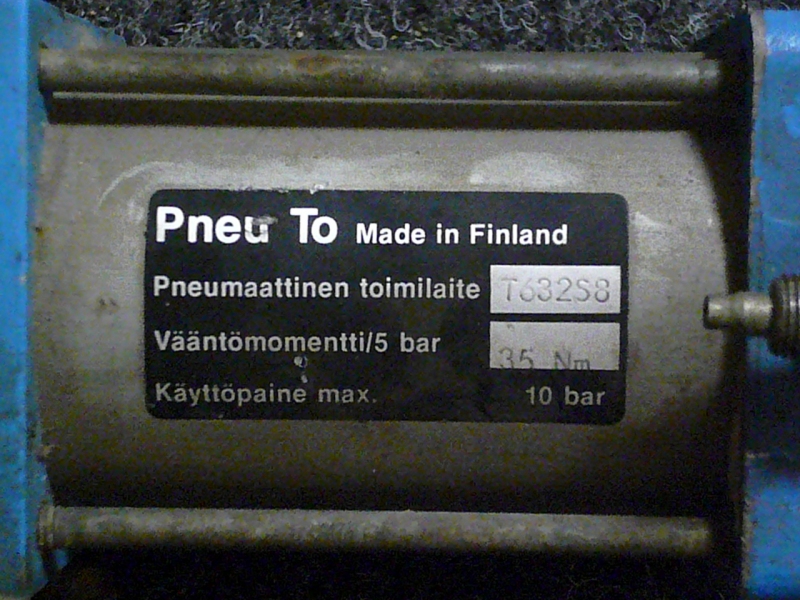 Pneu To Made in Finland
Pneumaattinen toimilaite T632S8
Vääntömomentti/5 bar 35 Nm
Käyttöpaine max. 10 bar